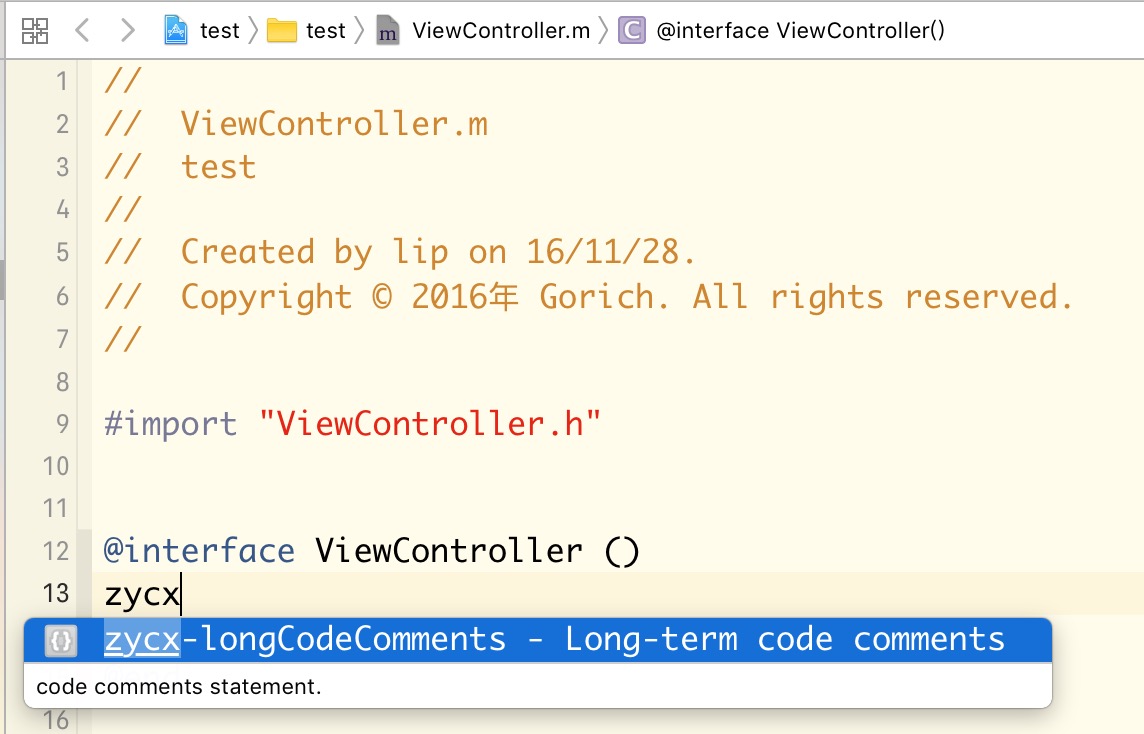 test test ViewController.m C @interface ViewController()
1 //
2 //  ViewController.m
3 //  test
4 //
5 //  Created by lip on 16/11/28.
6 //  Copyright © 2016年 Gorich. All rights reserved.
7 //
8
9 #import "ViewController.h"
10
11
12 @interface ViewController ()
13 zycx
{} zycx-longCodeComments - Long-term code comments
code comments statement.
16